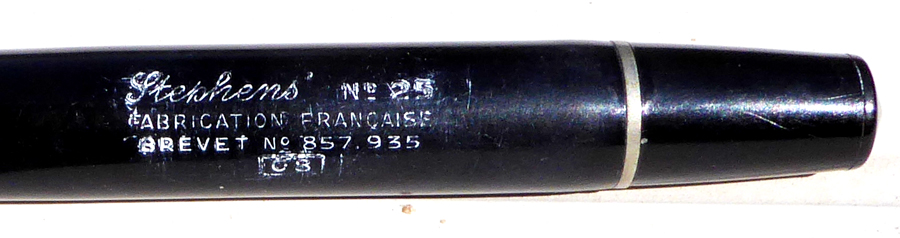 Stephens' Nº 25
FABRICATION FRANÇAISE
BREVET Nº 857.935